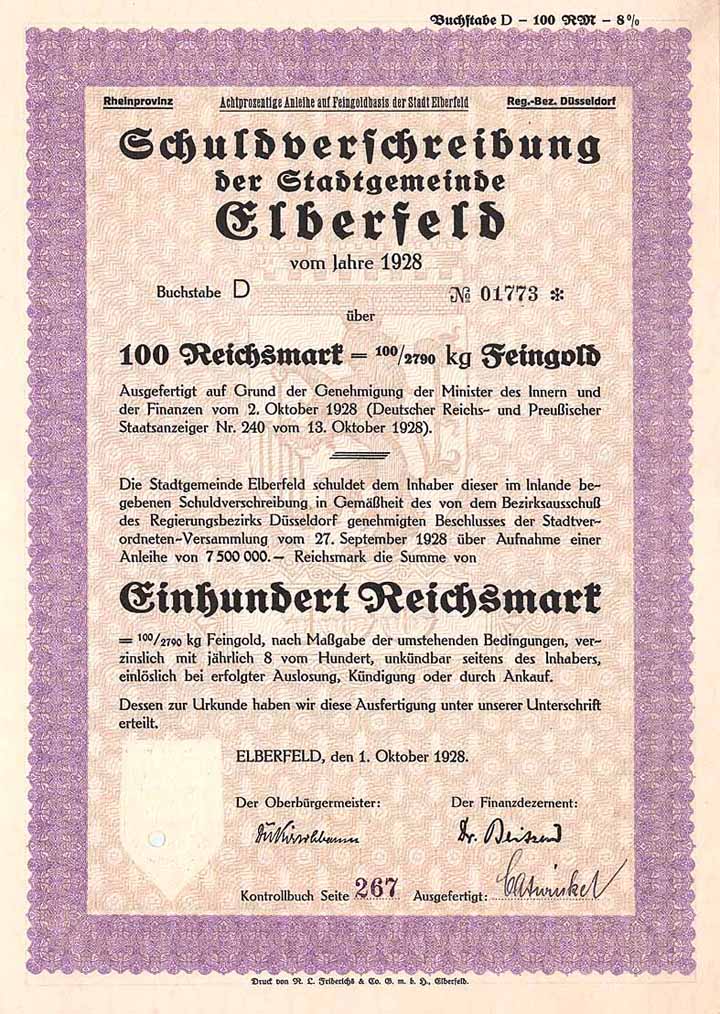 Buchstabe D – 100 RM – 8%
Rheinprovinz
Achtprozentige Anleihe auf Feingoldbasis der Stadt Elberfeld
Reg.-Bez. Düsseldorf
Schuldverschreibung
der Stadtgemeinde
Elberfeld
vom Jahre 1928
Buchstabe D
№ 01773 ✻
über
100 Reichsmark = 100/2790 kg Feingold
Ausgefertigt auf Grund der Genehmigung der Minister des Innern und
der Finanzen vom 2. Oktober 1928 (Deutscher Reichs- und Preußischer
Staatsanzeiger Nr. 240 vom 13. Oktober 1928).
Die Stadtgemeinde Elberfeld schuldet dem Inhaber dieser im Inlande be-
gebenen Schuldverschreibung in Gemäßheit des von dem Bezirksausschuß
des Regierungsbezirks Düsseldorf genehmigten Beschlusses der Stadtver-
ordneten-Versammlung vom 27. September 1928 über Aufnahme einer
Anleihe von 7 500 000.– Reichsmark die Summe von
Einhundert Reichsmark
= 100/2790 kg Feingold, nach Maßgabe der umstehenden Bedingungen, ver-
zinslich mit jährlich 8 vom Hundert, unkündbar seitens des Inhabers,
einlöslich bei erfolgter Auslosung, Kündigung oder durch Ankauf.
Dessen zur Urkunde haben wir diese Ausfertigung unter unserer Unterschrift
erteilt.
ELBERFELD, den 1. Oktober 1928.
Der Oberbürgermeister:
Der Finanzdezernent:
Dr.
Kontrollbuch Seite 267
Ausgefertigt:
Druck von N. L. Friderichs & Co. G. m. b. H., Elberfeld.